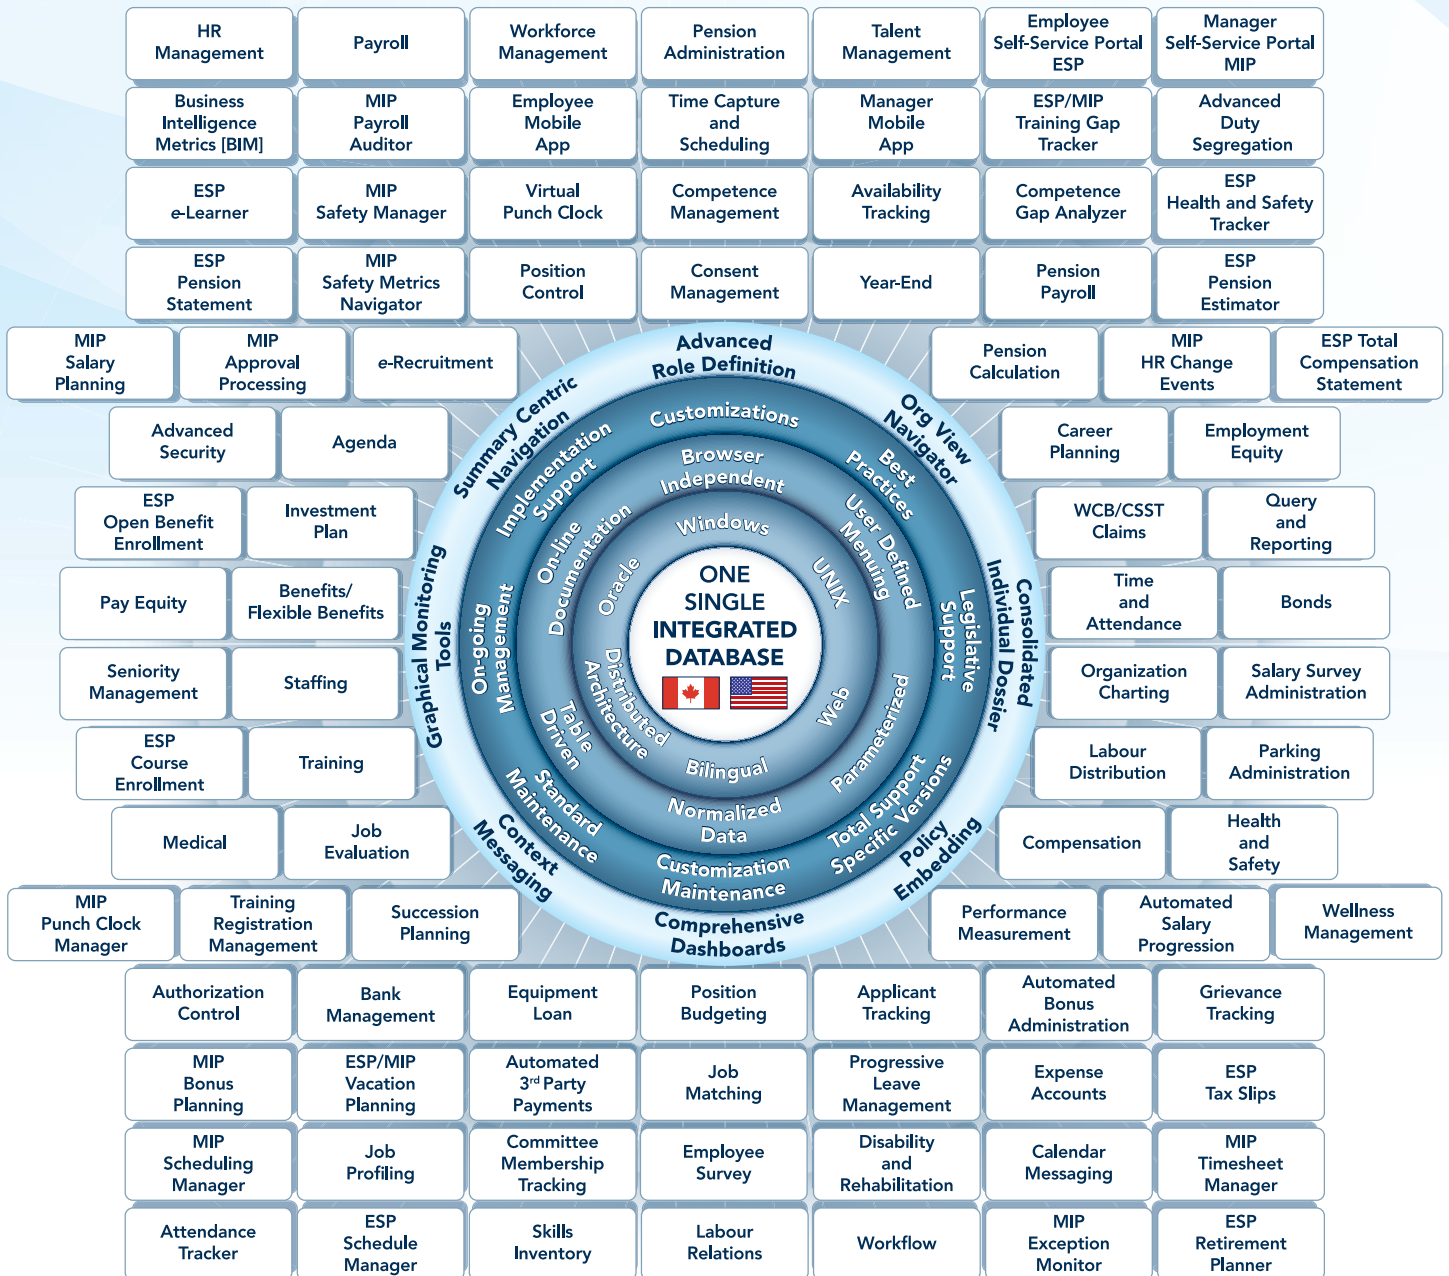 HR
Management
Payroll
Workforce
Management
Pension
Administration
Talent
Management
Employee
Self-Service Portal
ESP
Manager
Self-Service Portal
MIP
Business
Intelligence
Metrics [BIM]
MIP
Payroll
Auditor
Employee
Mobile
App
Time Capture
and
Scheduling
Manager
Mobile
App
ESP/MIP
Training Gap
Tracker
Advanced
Duty
Segregation
ESP
e-Learner
MIP
Safety Manager
Virtual
Punch Clock
Competence
Management
Availability
Tracking
Competence
Gap Analyzer
ESP
Health and Safety
Tracker
ESP
Pension
Statement
MIP
Safety Metrics
Navigator
Position
Control
Consent
Management
Year-End
Pension
Payroll
ESP
Pension
Estimator
MIP
Salary
Planning
MIP
Approval
Processing
e-Recruitment
Pension
Calculation
MIP
HR Change
Events
ESP Total
Compensation
Statement
Advanced
Security
Agenda
Career
Planning
Employment
Equity
ESP
Open Benefit
Enrollment
Investment
Plan
WCB/CSST
Claims
Query
and
Reporting
Pay Equity
Benefits/
Flexible Benefits
Time
and
Attendance
Bonds
Seniority
Management
Staffing
Organization
Charting
Salary Survey
Administration
ESP
Course
Enrollment
Training
Labour
Distribution
Parking
Administration
Medical
Job
Evaluation
Compensation
Health
and
Safety
MIP
Punch Clock
Manager
Training
Registration
Management
Succession
Planning
Performance
Measurement
Automated
Salary
Progression
Wellness
Management
Advanced
Role Definition
Org View
Navigator
Consolidated
Individual Dossier
Policy
Embedding
Comprehensive
Dashboards
Context
Messaging
Graphical Monitoring
Tools
Summary Centric
Navigation
Customizations
Best
Practices
Legislative
Support
Total Support
Specific Versions
Customization
Maintenance
Standard
Maintenance
On-going
Management
Implementation
Support
Browser
Independent
User Defined
Menuing
Parameterized
Normalized
Data
Table
Driven
On-line
Documentation
Windows
UNIX
Web
Bilingual
Distributed
Architecture
Oracle
ONE
SINGLE
INTEGRATED
DATABASE
Authorization
Control
Bank
Management
Equipment
Loan
Position
Budgeting
Applicant
Tracking
Automated
Bonus
Administration
Grievance
Tracking
MIP
Bonus
Planning
ESP/MIP
Vacation
Planning
Automated
3rd Party
Payments
Job
Matching
Progressive
Leave
Management
Expense
Accounts
ESP
Tax Slips
MIP
Scheduling
Manager
Job
Profiling
Committee
Membership
Tracking
Employee
Survey
Disability
and
Rehabilitation
Calendar
Messaging
MIP
Timesheet
Manager
Attendance
Tracker
ESP
Schedule
Manager
Skills
Inventory
Labour
Relations
Workflow
MIP
Exception
Monitor
ESP
Retirement
Planner